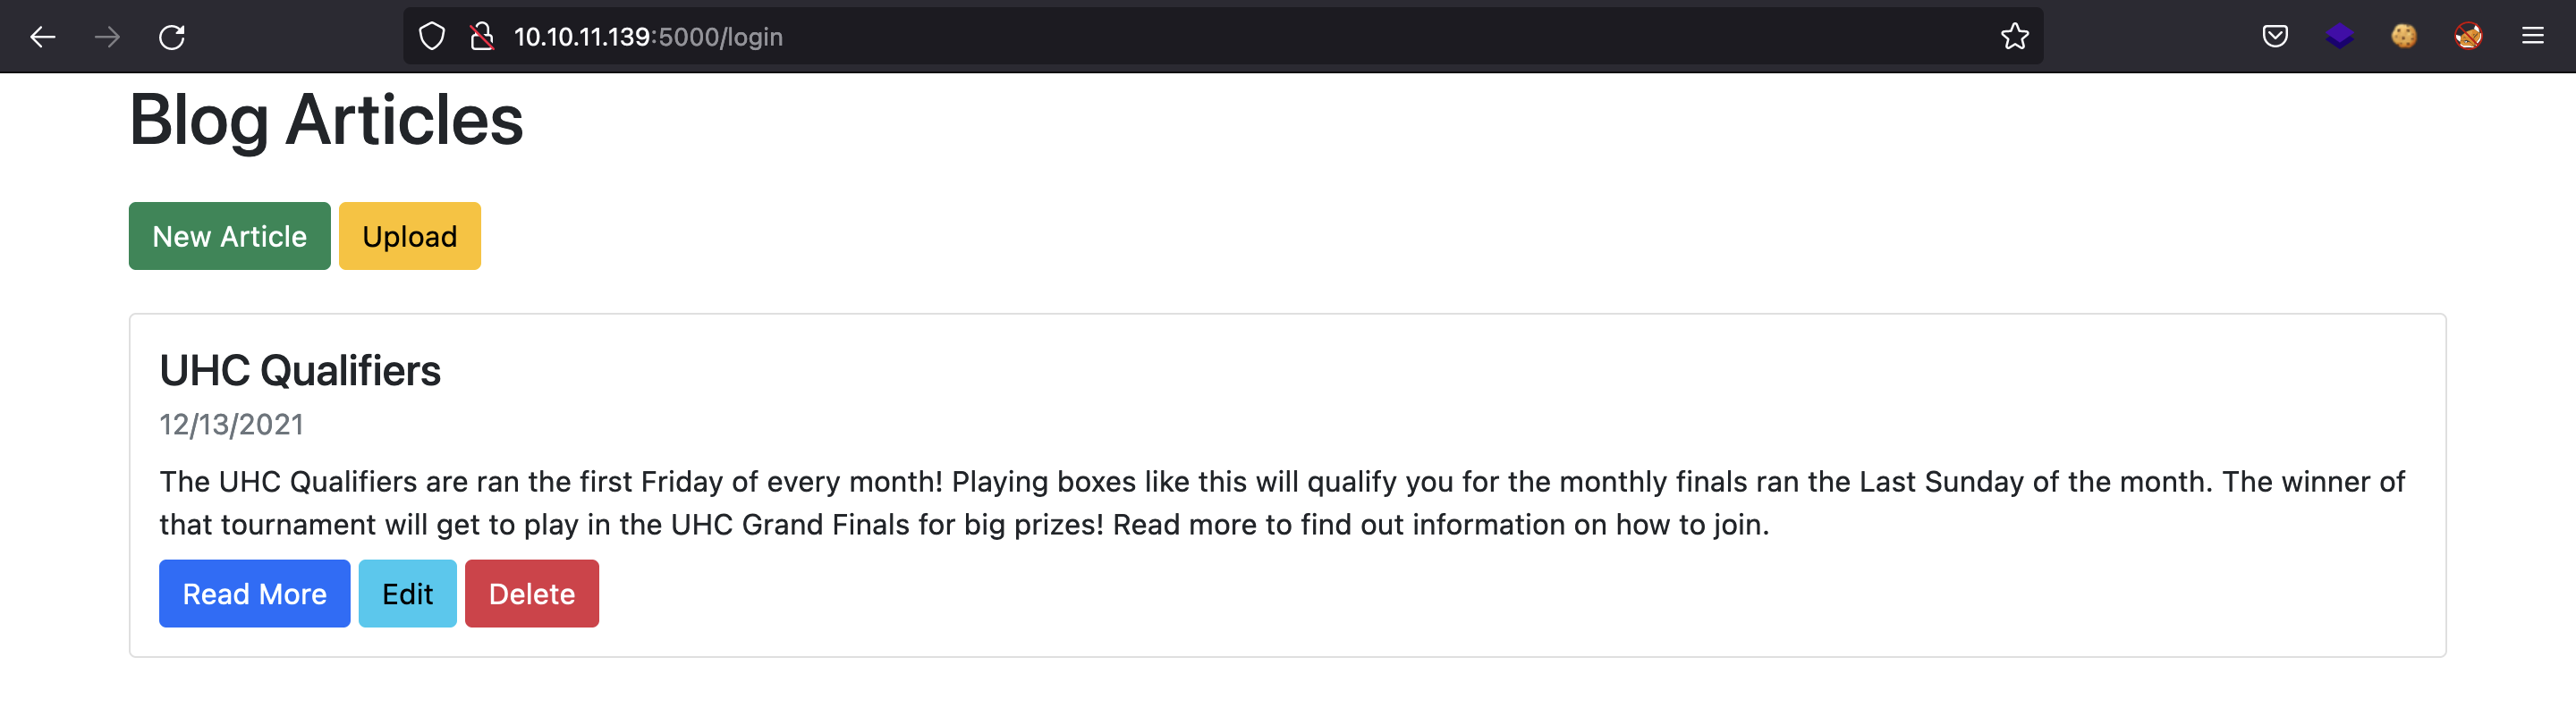 10.10.11.139:5000/login
Blog Articles
New Article Upload
UHC Qualifiers
12/13/2021
The UHC Qualifiers are ran the first Friday of every month! Playing boxes like this will qualify you for the monthly finals ran the Last Sunday of the month. The winner of
that tournament will get to play in the UHC Grand Finals for big prizes! Read more to find out information on how to join.
Read More Edit Delete